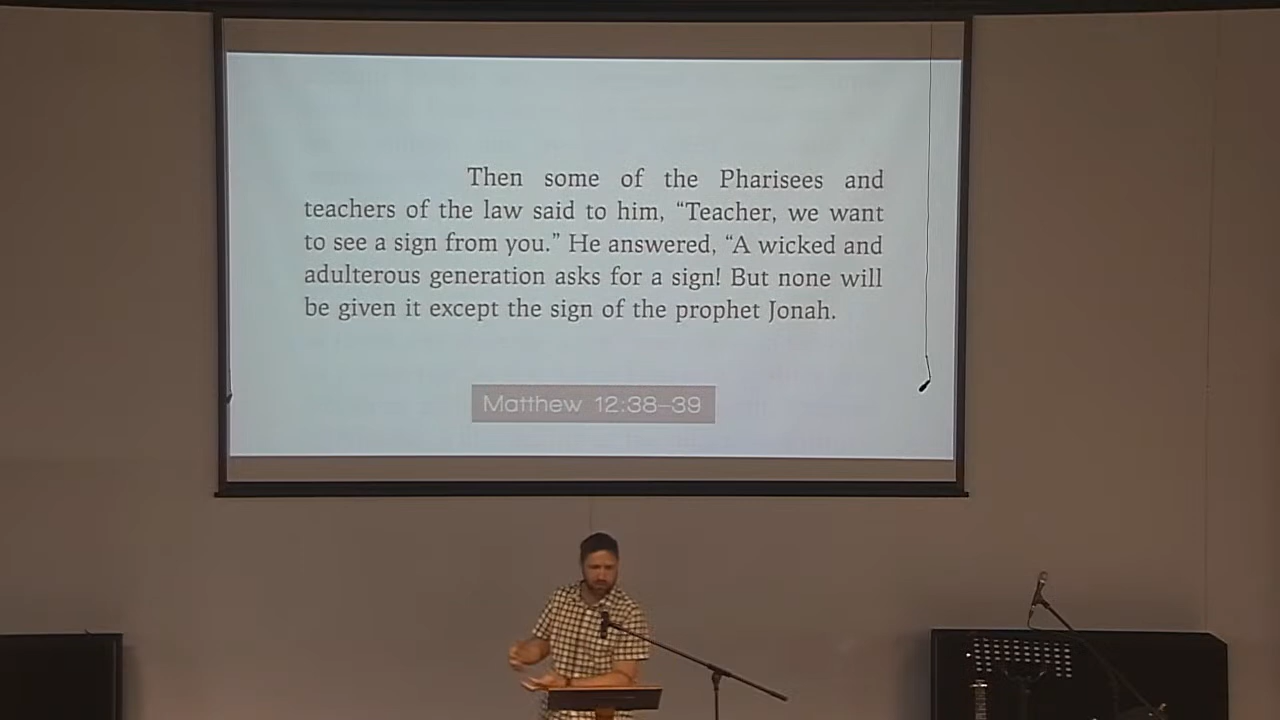 Then some of the Pharisees and
teachers of the law said to him, “Teacher, we want
to see a sign from you.” He answered, “A wicked and
adulterous generation asks for a sign! But none will
be given it except the sign of the prophet Jonah.
Matthew 12:38–39